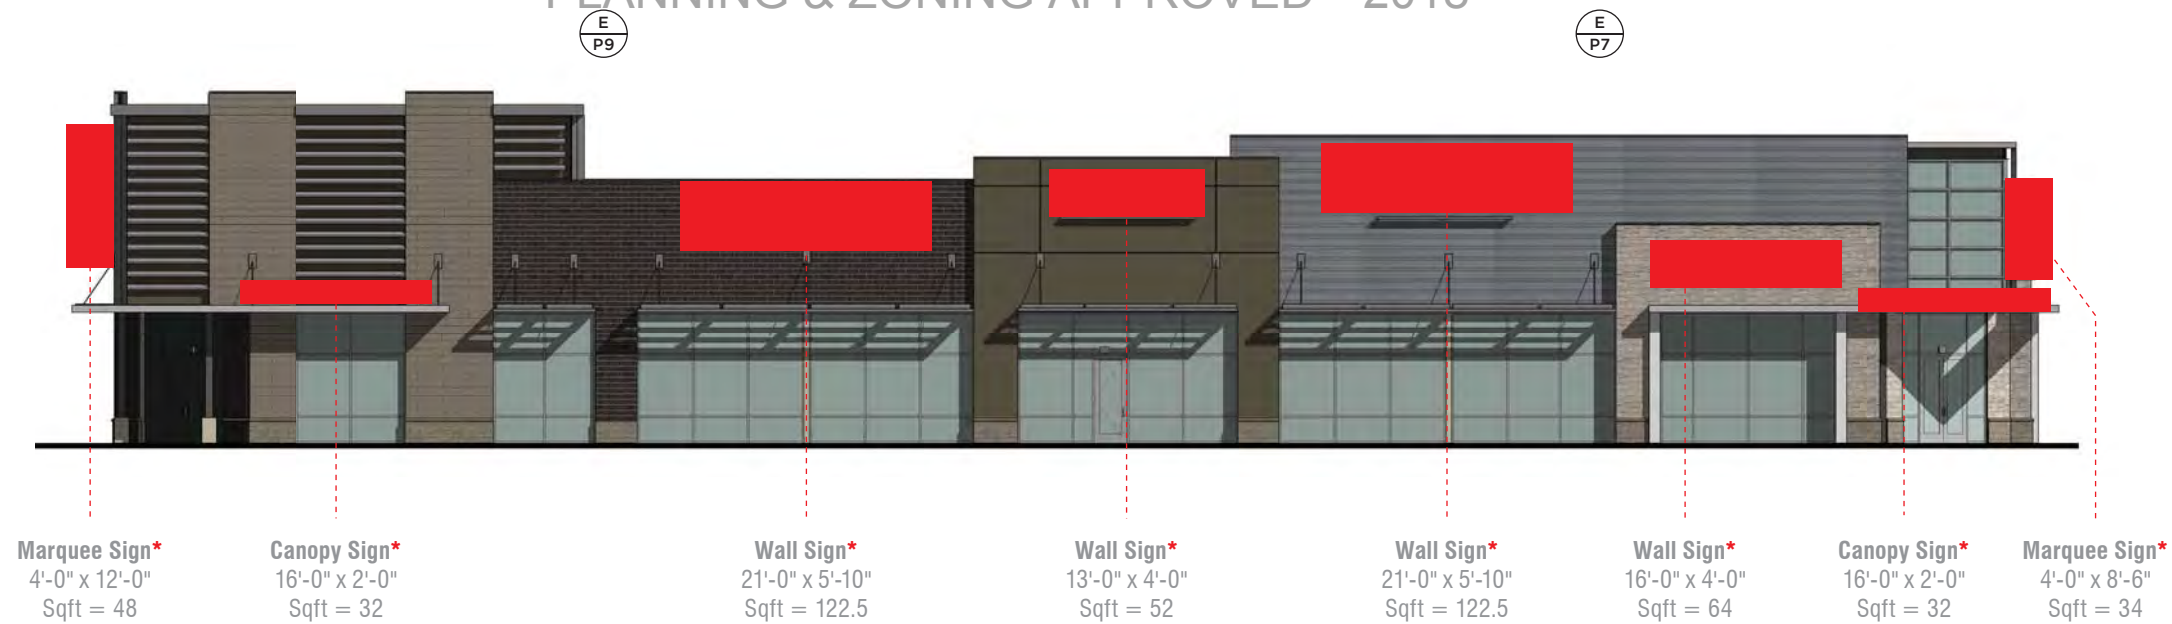 PLANNING & ZONING APPROVED
E
P9
E
P7
Marquee Sign*
4'-0" x 12'-0"
Sqft = 48
Canopy Sign*
16'-0" x 2'-0"
Sqft = 32
Wall Sign*
21'-0" x 5'-10"
Sqft = 122.5
Wall Sign*
13'-0" x 4'-0"
Sqft = 52
Wall Sign*
21'-0" x 5'-10"
Sqft = 122.5
Wall Sign*
16'-0" x 4'-0"
Sqft = 64
Canopy Sign*
16'-0" x 2'-0"
Sqft = 32
Marquee Sign*
4'-0" x 8'-6"
Sqft = 34